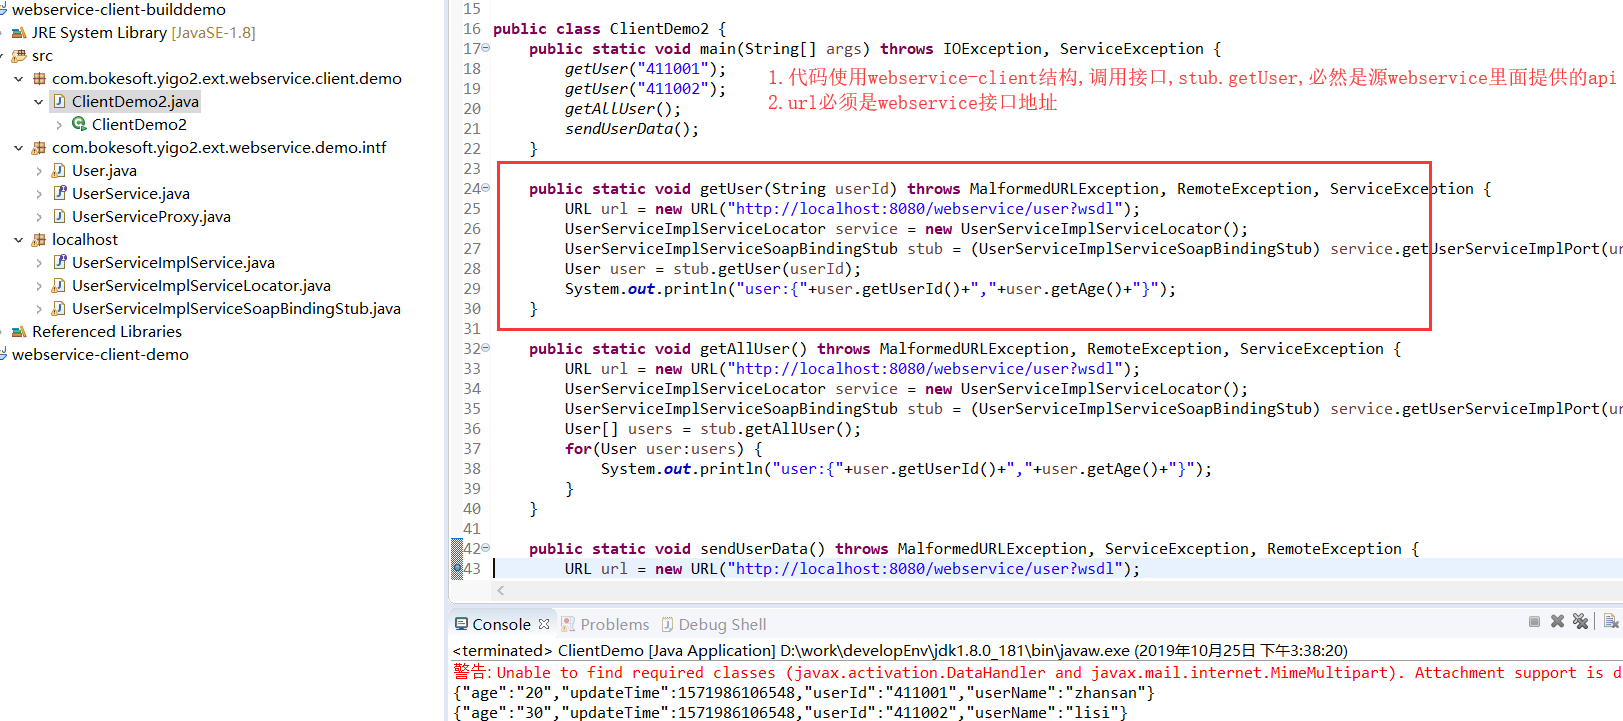 webservice-client-builddemo
JRE System Library [JavaSE-1.8]
src
com.bokesoft.yigo2.ext.webservice.client.demo
ClientDemo2.java
ClientDemo2
com.bokesoft.yigo2.ext.webservice.demo.intf
User.java
UserService.java
UserServiceProxy.java
localhost
UserServiceImplService.java
UserServiceImplServiceLocator.java
UserServiceImplServiceSoapBindingStub.java
Referenced Libraries
webservice-client-demo
15
16 public class ClientDemo2 {
17 public static void main(String[] args) throws IOException, ServiceException {
18 getUser("411001");
19 getUser("411002");
20 getAllUser();
21 sendUserData();
22 }
1.代码使用webservice-client结构,调用接口,stub.getUser,必然是源webservice里面提供的api
2.url必须是webservice接口地址
23
24 public static void getUser(String userId) throws MalformedURLException, RemoteException, ServiceException {
25 URL url = new URL("http://localhost:8080/webservice/user?wsdl");
26 UserServiceImplServiceLocator service = new UserServiceImplServiceLocator();
27 UserServiceImplServiceSoapBindingStub stub = (UserServiceImplServiceSoapBindingStub) service.getUserServiceImplPort(ur
28 User user = stub.getUser(userId);
29 System.out.println("user:{"+user.getUserId()+","+user.getAge()+"}");
30 }
31
32 public static void getAllUser() throws MalformedURLException, RemoteException, ServiceException {
33 URL url = new URL("http://localhost:8080/webservice/user?wsdl");
34 UserServiceImplServiceLocator service = new UserServiceImplServiceLocator();
35 UserServiceImplServiceSoapBindingStub stub = (UserServiceImplServiceSoapBindingStub) service.getUserServiceImplPort(ur
36 User[] users = stub.getAllUser();
37 for(User user:users) {
38 System.out.println("user:{"+user.getUserId()+","+user.getAge()+"}");
39 }
40 }
41
42 public static void sendUserData() throws MalformedURLException, ServiceException, RemoteException {
43 URL url = new URL("http://localhost:8080/webservice/user?wsdl");
Console Problems Debug Shell
<terminated> ClientDemo [Java Application] D:\work\developEnv\jdk1.8.0_181\bin\javaw.exe (2019年10月25日 下午3:38:20)
警告: Unable to find required classes (javax.activation.DataHandler and javax.mail.internet.MimeMultipart). Attachment support is d
{"age":"20","updateTime":1571986106548,"userId":"411001","userName":"zhansan"}
{"age":"30","updateTime":1571986106548,"userId":"411002","userName":"lisi"}